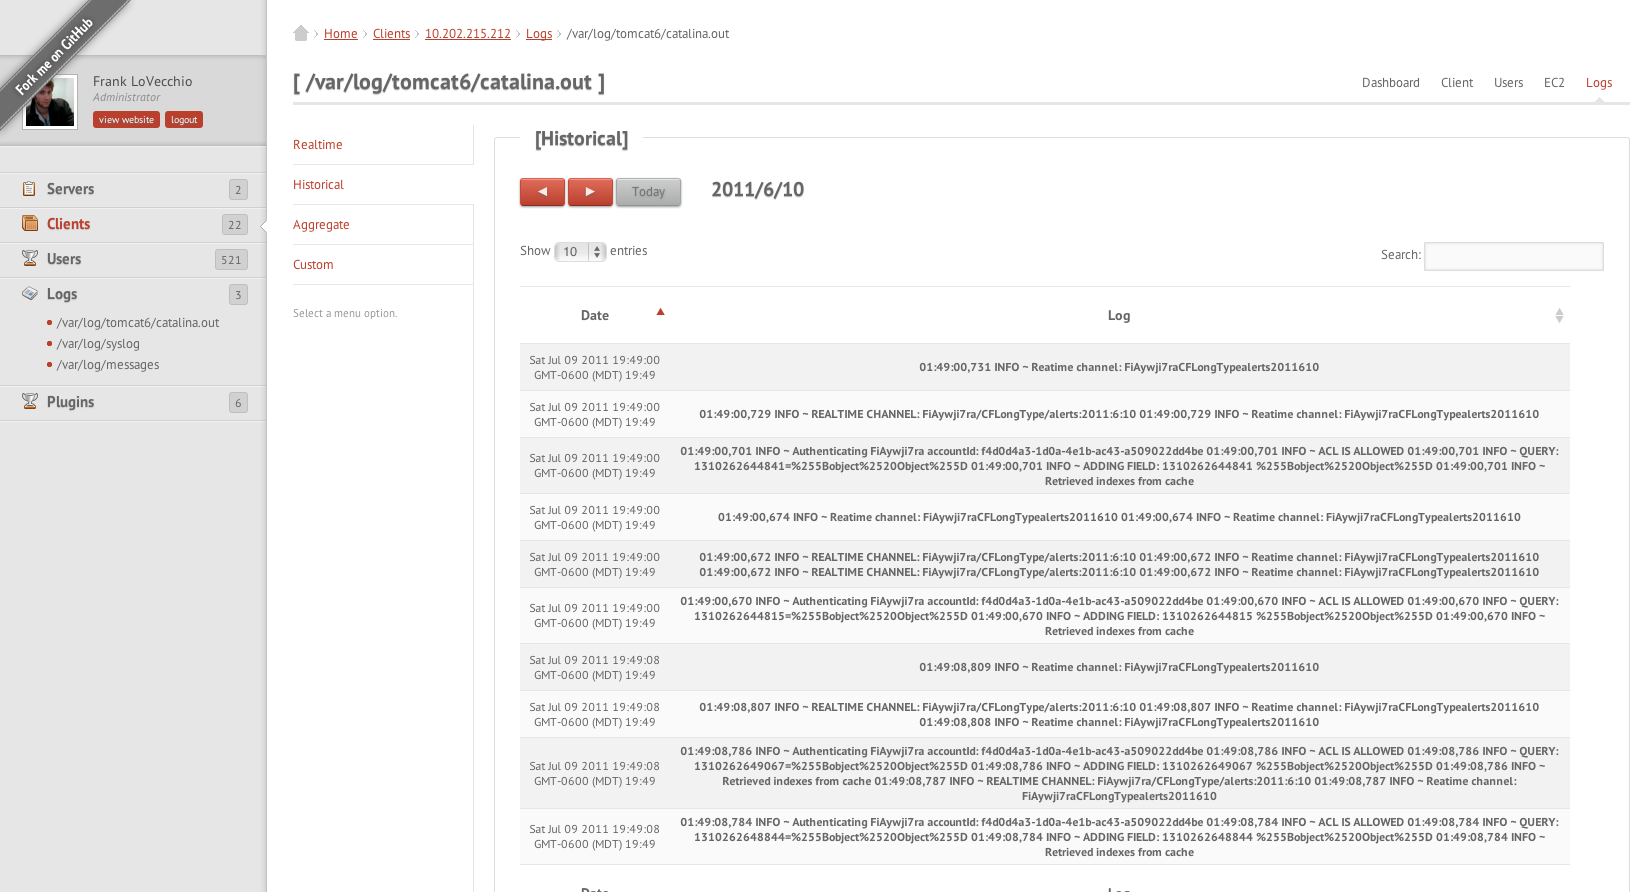 Fork me on GitHub
Frank LoVecchio
Administrator
view website logout
Servers 2
Clients 22
Users 521
Logs 3
/var/log/tomcat6/catalina.out
/var/log/syslog
/var/log/messages
Plugins 6
Home Clients 10.202.215.212 Logs /var/log/tomcat6/catalina.out
[ /var/log/tomcat6/catalina.out ]
Dashboard Client Users EC2 Logs
Realtime
Historical
Aggregate
Custom
Select a menu option.
[Historical]
Today 2011/6/10
Show 10 entries
Search:
Date Log
Sat Jul 09 2011 19:49:00
GMT-0600 (MDT) 19:49
01:49:00,731 INFO ~ Reatime channel: FiAywji7raCFLongTypealerts2011610
Sat Jul 09 2011 19:49:00
GMT-0600 (MDT) 19:49
01:49:00,729 INFO ~ REALTIME CHANNEL: FiAywji7ra/CFLongType/alerts:2011:6:10 01:49:00,729 INFO ~ Reatime channel: FiAywji7raCFLongTypealerts2011610
Sat Jul 09 2011 19:49:00
GMT-0600 (MDT) 19:49
01:49:00,701 INFO ~ Authenticating FiAywji7ra accountId: f4d0d4a3-1d0a-4e1b-ac43-a509022dd4be 01:49:00,701 INFO ~ ACL IS ALLOWED 01:49:00,701 INFO ~ QUERY:
1310262644841=%255Bobject%2520Object%255D 01:49:00,701 INFO ~ ADDING FIELD: 1310262644841 %255Bobject%2520Object%255D 01:49:00,701 INFO ~
Retrieved indexes from cache
Sat Jul 09 2011 19:49:00
GMT-0600 (MDT) 19:49
01:49:00,674 INFO ~ Reatime channel: FiAywji7raCFLongTypealerts2011610 01:49:00,674 INFO ~ Reatime channel: FiAywji7raCFLongTypealerts2011610
Sat Jul 09 2011 19:49:00
GMT-0600 (MDT) 19:49
01:49:00,672 INFO ~ REALTIME CHANNEL: FiAywji7ra/CFLongType/alerts:2011:6:10 01:49:00,672 INFO ~ Reatime channel: FiAywji7raCFLongTypealerts2011610
01:49:00,672 INFO ~ REALTIME CHANNEL: FiAywji7ra/CFLongType/alerts:2011:6:10 01:49:00,672 INFO ~ Reatime channel: FiAywji7raCFLongTypealerts2011610
Sat Jul 09 2011 19:49:00
GMT-0600 (MDT) 19:49
01:49:00,670 INFO ~ Authenticating FiAywji7ra accountId: f4d0d4a3-1d0a-4e1b-ac43-a509022dd4be 01:49:00,670 INFO ~ ACL IS ALLOWED 01:49:00,670 INFO ~ QUERY:
1310262644815=%255Bobject%2520Object%255D 01:49:00,670 INFO ~ ADDING FIELD: 1310262644815 %255Bobject%2520Object%255D 01:49:00,670 INFO ~
Retrieved indexes from cache
Sat Jul 09 2011 19:49:08
GMT-0600 (MDT) 19:49
01:49:08,809 INFO ~ Reatime channel: FiAywji7raCFLongTypealerts2011610
Sat Jul 09 2011 19:49:08
GMT-0600 (MDT) 19:49
01:49:08,807 INFO ~ REALTIME CHANNEL: FiAywji7ra/CFLongType/alerts:2011:6:10 01:49:08,807 INFO ~ Reatime channel: FiAywji7raCFLongTypealerts2011610
01:49:08,808 INFO ~ Reatime channel: FiAywji7raCFLongTypealerts2011610
Sat Jul 09 2011 19:49:08
GMT-0600 (MDT) 19:49
01:49:08,786 INFO ~ Authenticating FiAywji7ra accountId: f4d0d4a3-1d0a-4e1b-ac43-a509022dd4be 01:49:08,786 INFO ~ ACL IS ALLOWED 01:49:08,786 INFO ~ QUERY:
1310262649067=%255Bobject%2520Object%255D 01:49:08,786 INFO ~ ADDING FIELD: 1310262649067 %255Bobject%2520Object%255D 01:49:08,786 INFO ~
Retrieved indexes from cache 01:49:08,787 INFO ~ REALTIME CHANNEL: FiAywji7ra/CFLongType/alerts:2011:6:10 01:49:08,787 INFO ~ Reatime channel:
FiAywji7raCFLongTypealerts2011610
Sat Jul 09 2011 19:49:08
GMT-0600 (MDT) 19:49
01:49:08,784 INFO ~ Authenticating FiAywji7ra accountId: f4d0d4a3-1d0a-4e1b-ac43-a509022dd4be 01:49:08,784 INFO ~ ACL IS ALLOWED 01:49:08,784 INFO ~ QUERY:
1310262648844=%255Bobject%2520Object%255D 01:49:08,784 INFO ~ ADDING FIELD: 1310262648844 %255Bobject%2520Object%255D 01:49:08,784 INFO ~
Retrieved indexes from cache
Date Log